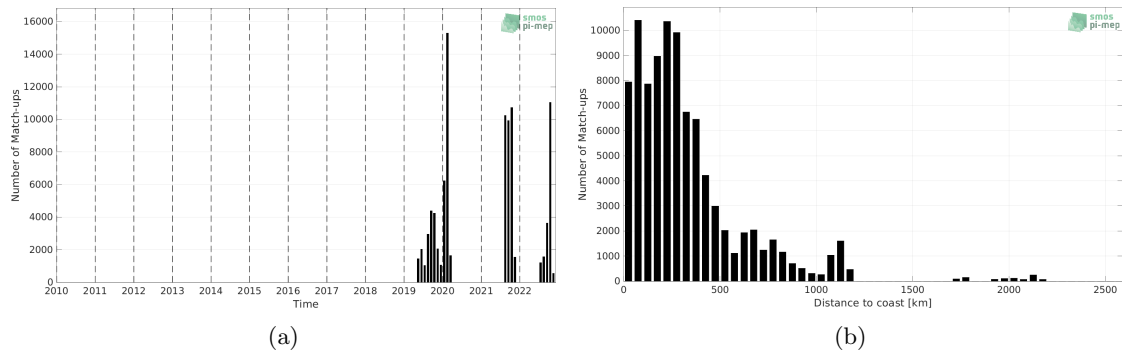 smos
pi-mep
16000
14000
12000
10000
8000
6000
4000
2000
0
Number of Match-ups
2010 2011 2012 2013 2014 2015 2016 2017 2018 2019 2020 2021 2022
Time
(a)
smos
pi-mep
10000
9000
8000
7000
6000
5000
4000
3000
2000
1000
0
Number of Match-ups
0 500 1000 1500 2000 2500
Distance to coast [km]
(b)